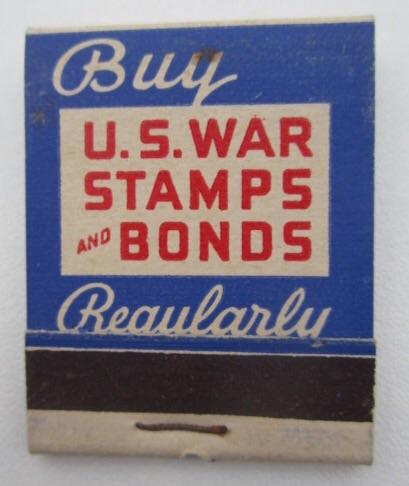 Buy
U.S. WAR
STAMPS
AND BONDS
Regularly